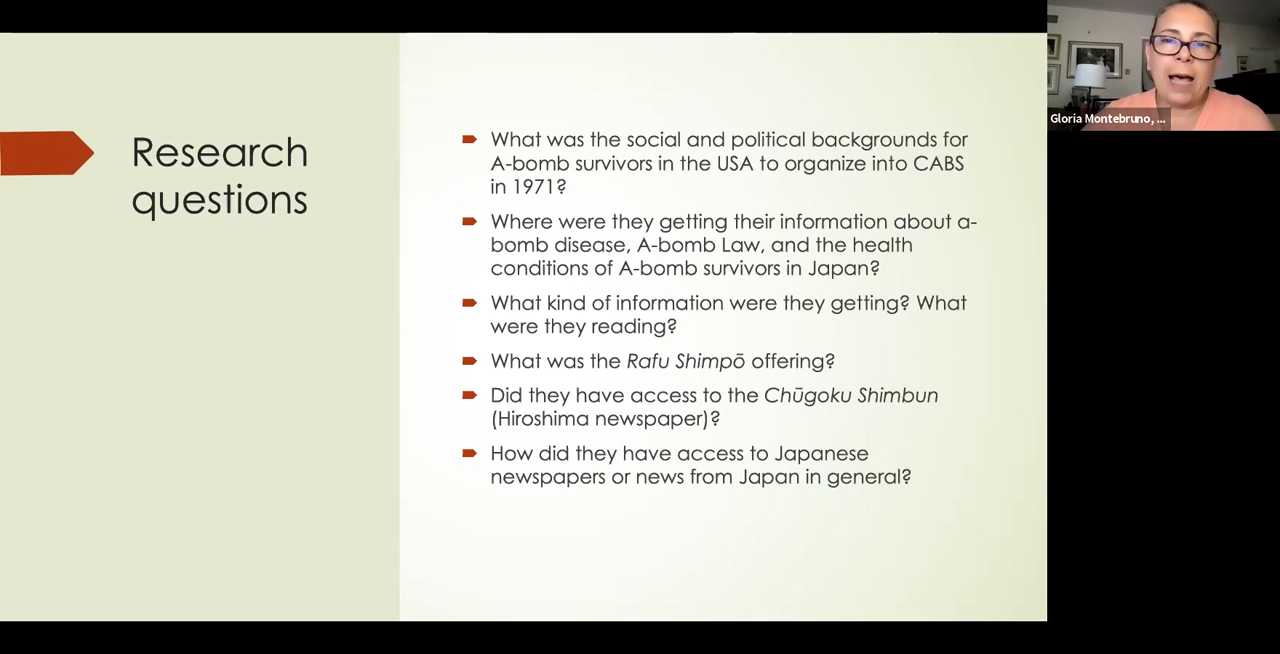 Research
questions
What was the social and political backgrounds for
A-bomb survivors in the USA to organize into CABS
in 1971?
Where were they getting their information about a-
bomb disease, A-bomb Law, and the health
conditions of A-bomb survivors in Japan?
What kind of information were they getting? What
were they reading?
What was the Rafu Shimpō offering?
Did they have access to the Chūgoku Shimbun
(Hiroshima newspaper)?
How did they have access to Japanese
newspapers or news from Japan in general?
Gloria Montebruno, ...